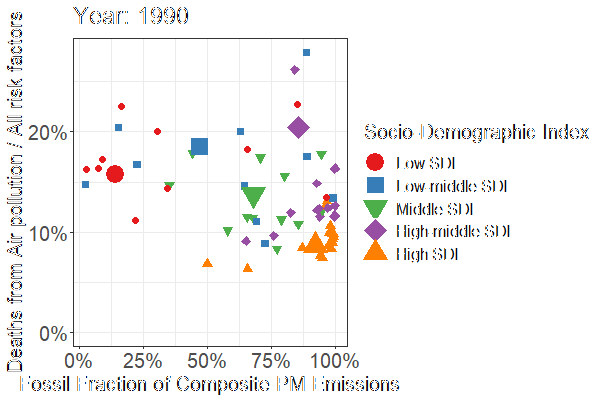 Year: 1990
Deaths from Air pollution / All risk factors
20%
10%
0%
0%
25%
50%
75%
100%
Fossil Fraction of Composite PM Emissions
Socio-Demographic Index
Low SDI
Low-middle SDI
Middle SDI
High-middle SDI
High SDI